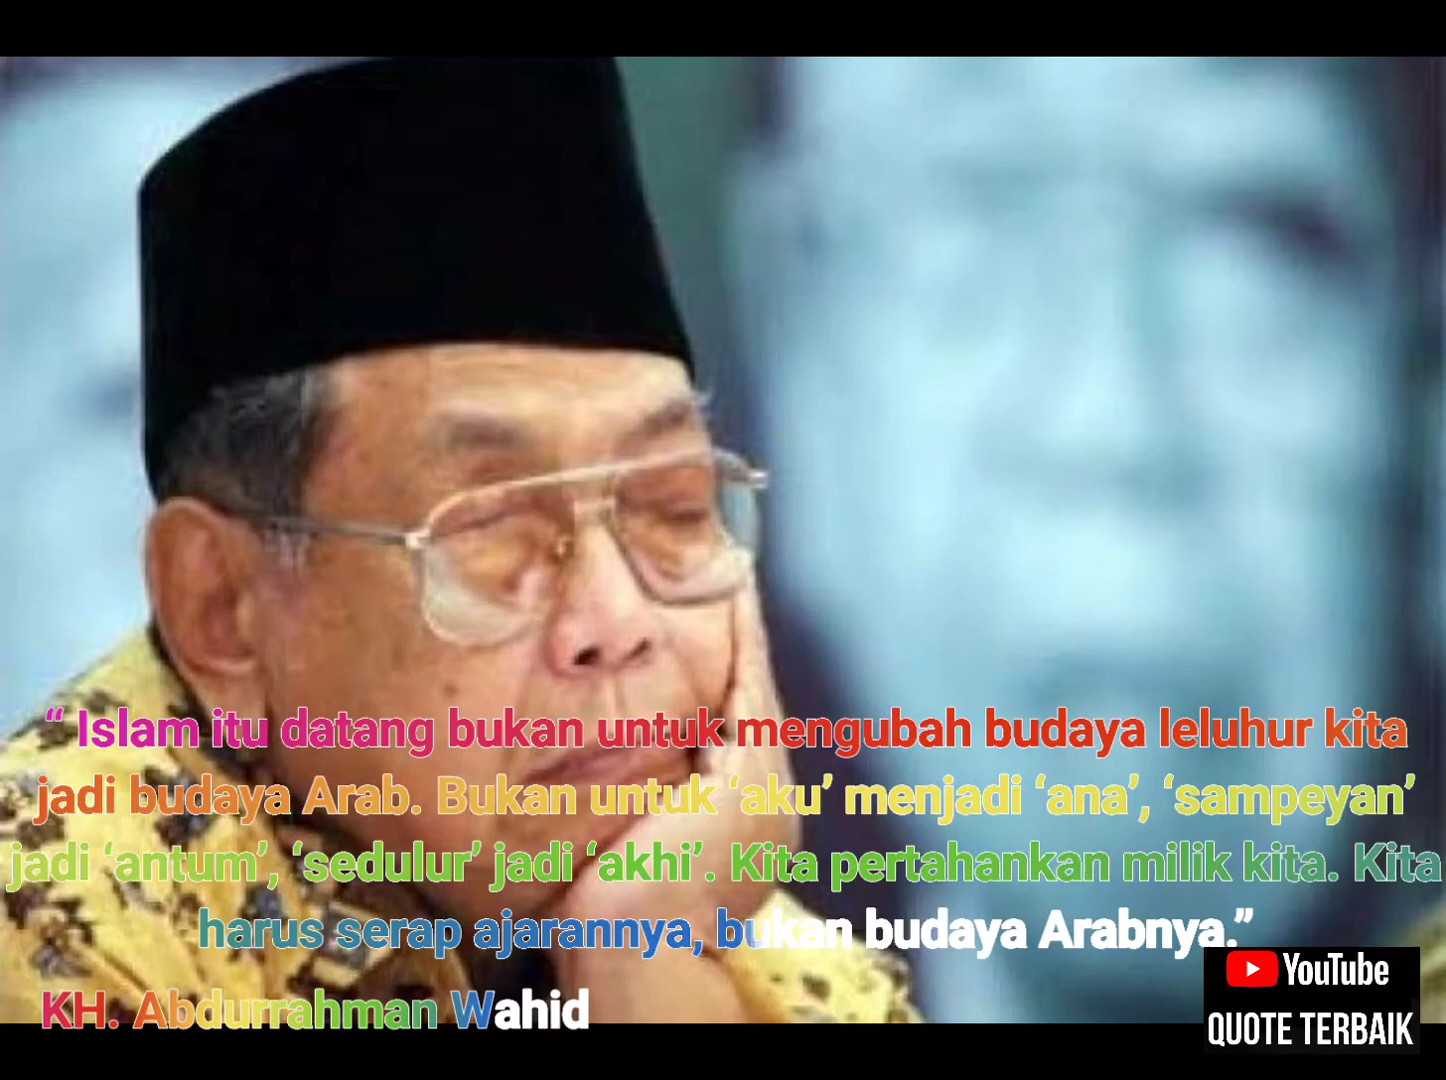 “ Islam itu datang bukan untuk mengubah budaya leluhur kita
jadi budaya Arab. Bukan untuk ‘aku’ menjadi ‘ana’, ‘sampeyan’
jadi ‘antum’, ‘sedulur’ jadi ‘akhi’. Kita pertahankan milik kita. Kita
harus serap ajarannya, bukan budaya Arabnya.”
KH. Abdurrahman Wahid
YouTube
QUOTE TERBAIK